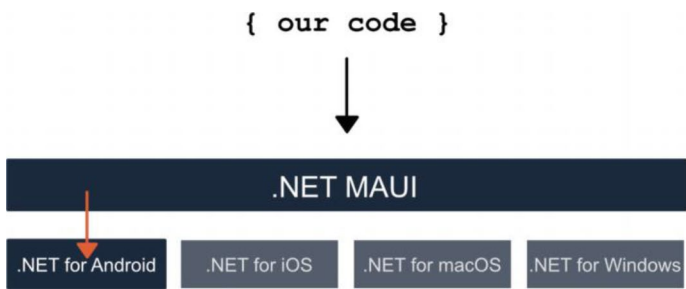 { our code }
.NET MAUI
.NET for Android
.NET for iOS
.NET for macOS
.NET for Windows